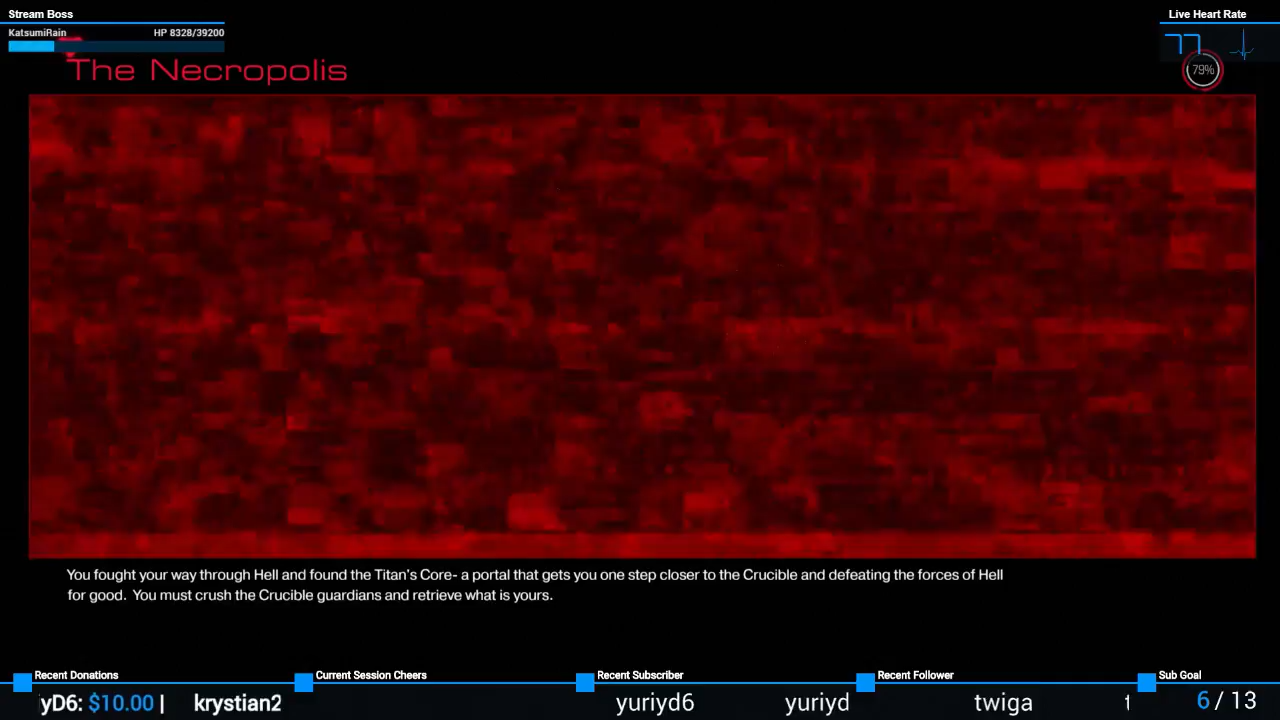 Stream Boss
Live Heart Rate
KatsumiRain HP 8328/39200
77
The Necropolis
79%
You fought your way through Hell and found the Titan's Core- a portal that gets you one step closer to the Crucible and defeating the forces of Hell
for good. You must crush the Crucible guardians and retrieve what is yours.
Recent Donations Current Session Cheers Recent Subscriber Recent Follower Sub Goal
yD6: $10.00 | krystian2 yuriyd6 yuriyd twiga 6 / 13